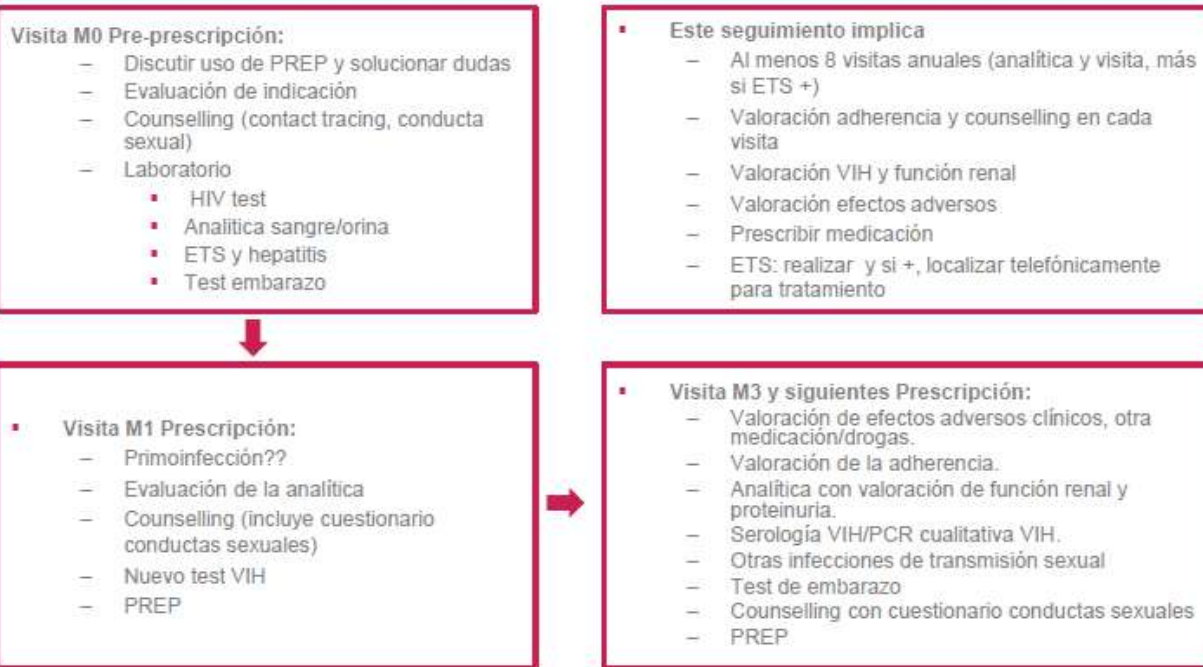 Visita M0 Pre-prescripción:
– Discutir uso de PREP y solucionar dudas
– Evaluación de indicación
– Counselling (contact tracing, conducta
sexual)
– Laboratorio
▪ HIV test
▪ Analítica sangre/orina
▪ ETS y hepatitis
▪ Test embarazo
▪ Este seguimiento implica
– Al menos 8 visitas anuales (analítica y visita, más
si ETS +)
– Valoración adherencia y counselling en cada
visita
– Valoración VIH y función renal
– Valoración efectos adversos
– Prescribir medicación
– ETS: realizar y si +, localizar telefónicamente
para tratamiento
▪ Visita M1 Prescripción:
– Primoinfección??
– Evaluación de la analítica
– Counselling (incluye cuestionario
conductas sexuales)
– Nuevo test VIH
– PREP
▪ Visita M3 y siguientes Prescripción:
– Valoración de efectos adversos clínicos, otra
medicación/drogas.
– Valoración de la adherencia.
– Analítica con valoración de función renal y
proteinuria.
– Serología VIH/PCR cualitativa VIH.
– Otras infecciones de transmisión sexual
– Test de embarazo
– Counselling con cuestionario conductas sexuales
– PREP